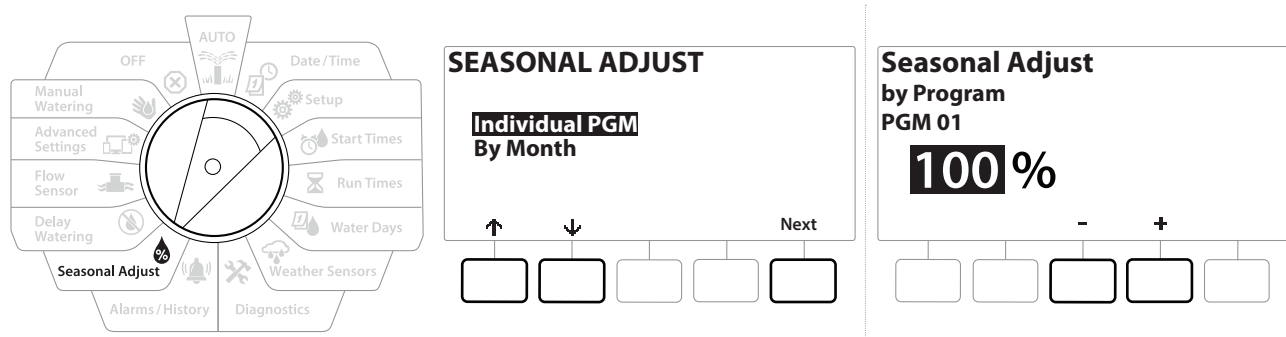 AUTO
OFF
Date/Time
Manual
Watering
Setup
Advanced
Settings
Start Times
Flow
Sensor
Run Times
Delay
Watering
Water Days
Seasonal Adjust
%
Weather Sensors
Alarms/History
Diagnostics
SEASONAL ADJUST
Individual PGM
By Month
Next
Seasonal Adjust
by Program
PGM 01
100 %
- +